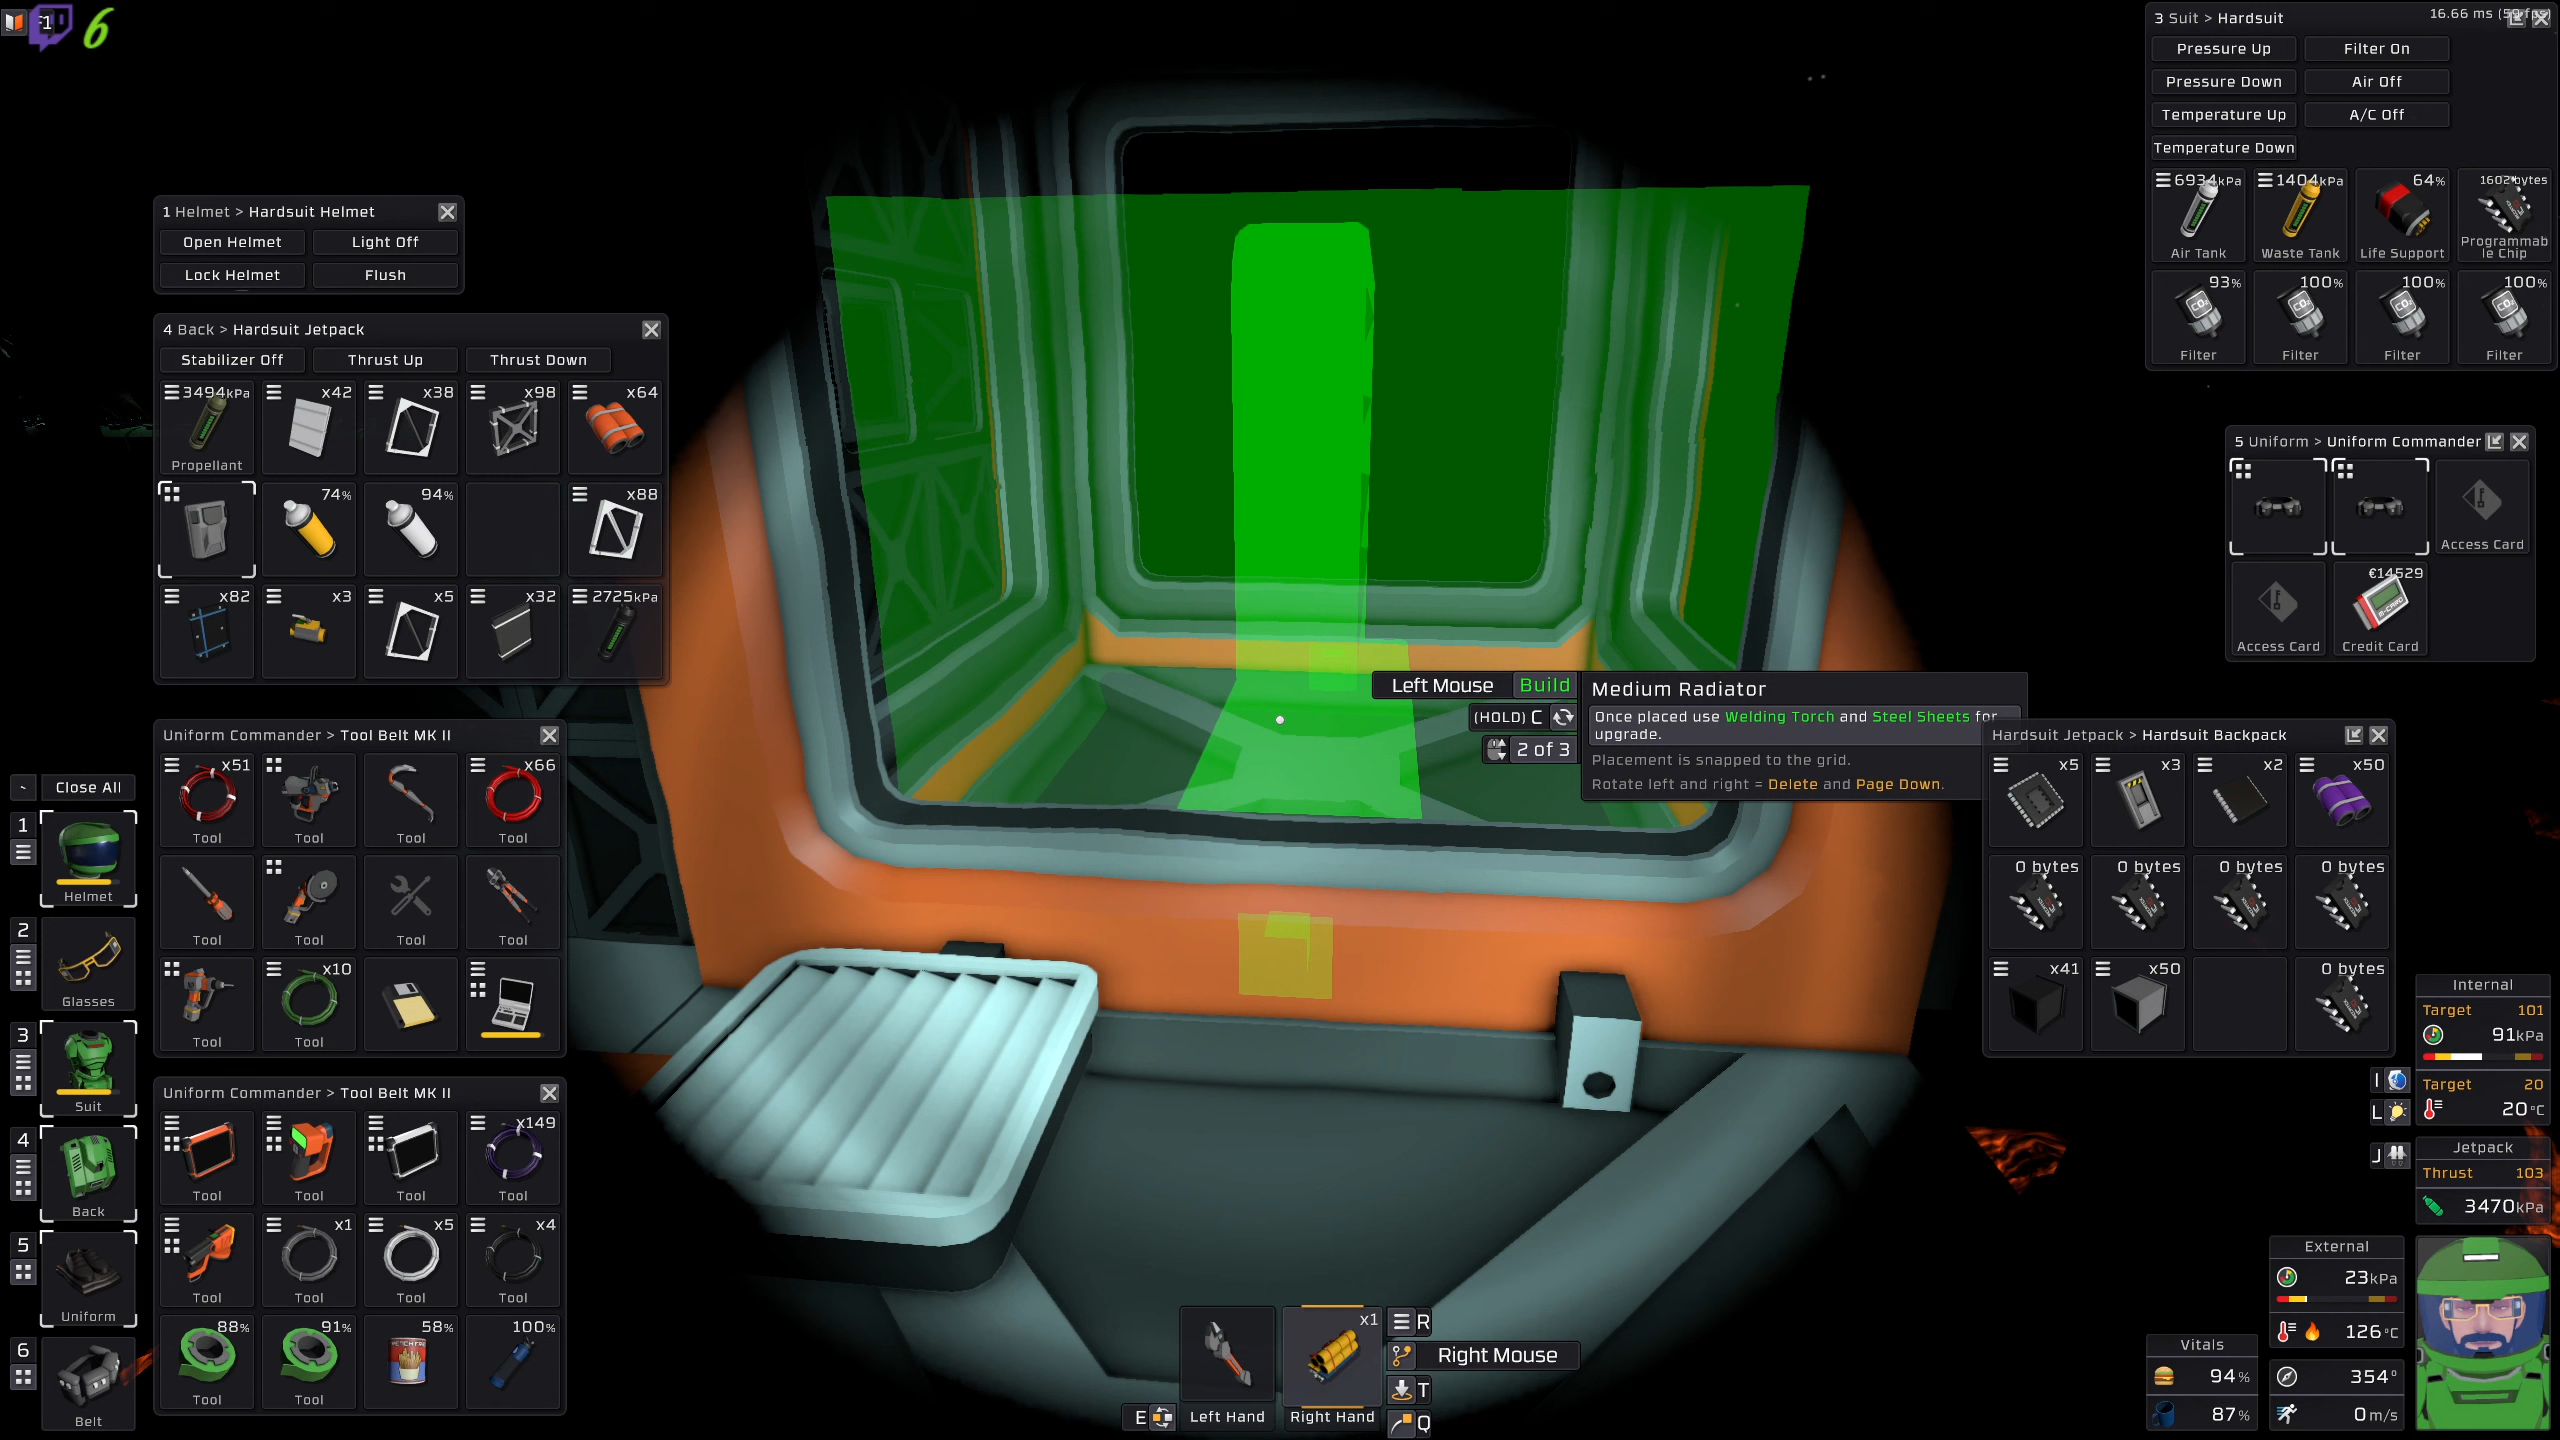 F1
6
1 Helmet > Hardsuit Helmet
Open Helmet
Light Off
Lock Helmet
Flush
4 Back > Hardsuit Jetpack
Stabilizer Off
Thrust Up
Thrust Down
3494kPa
x42
x38
x98
x64
Propellant
74%
94%
x88
x82
x3
x5
x32
2725kPa
Uniform Commander > Tool Belt MK II
x51
x66
Tool
Tool
Tool
Tool
Tool
Tool
Tool
Tool
x10
Tool
Tool
Uniform Commander > Tool Belt MK II
x149
Tool
Tool
Tool
Tool
x1
x5
x4
Tool
Tool
Tool
Tool
88%
91%
58%
100%
Tool
Tool
~
Close All
1
Helmet
2
Glasses
3
Suit
4
Back
5
Uniform
6
Belt
Left Mouse
Build
(HOLD) C
2 of 3
Medium Radiator
Once placed use Welding Torch and Steel Sheets for
upgrade.
Placement is snapped to the grid.
Rotate left and right = Delete and Page Down.
x1
R
Right Mouse
T
Q
E
Left Hand
Right Hand
3 Suit > Hardsuit
Pressure Up
Filter On
Pressure Down
Air Off
Temperature Up
A/C Off
Temperature Down
6934kPa
1404kPa
64%
1602 bytes
Air Tank
Waste Tank
Life Support
Programmab
le Chip
93%
100%
100%
100%
CO2
CO2
CO2
CO2
Filter
Filter
Filter
Filter
5 Uniform > Uniform Commander
Access Card
€14529
Access Card
Credit Card
Hardsuit Jetpack > Hardsuit Backpack
x5
x3
x2
x50
0 bytes
0 bytes
0 bytes
0 bytes
x41
x50
0 bytes
Internal
Target 101
91kPa
Target 20
20°C
I
L
J
Jetpack
Thrust 103
3470kPa
External
23kPa
126°C
354°
0m/s
Vitals
94%
87%